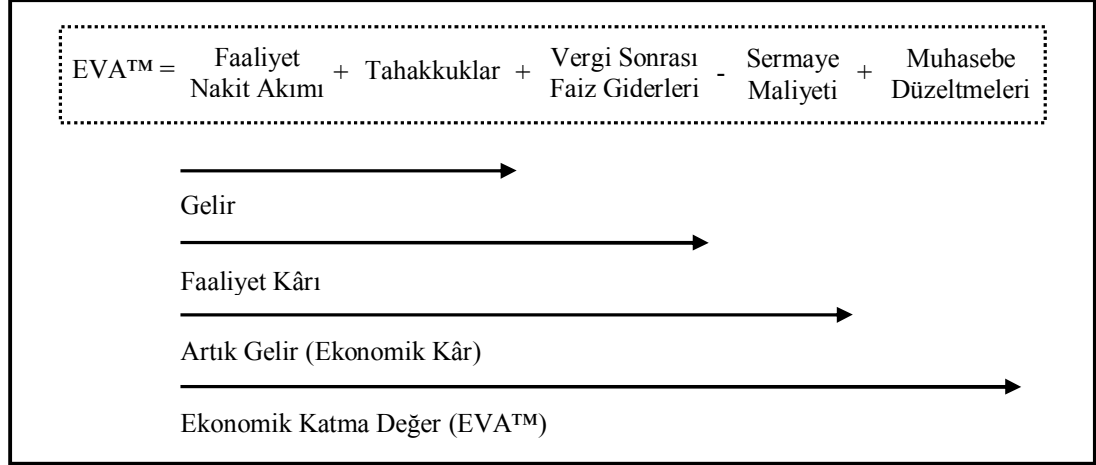 EVA™ = Faaliyet Nakit Akımı + Tahakkuklar + Vergi Sonrası Faiz Giderleri - Sermaye Maliyeti + Muhasebe Düzeltmeleri
Gelir
Faaliyet Kârı
Artık Gelir (Ekonomik Kâr)
Ekonomik Katma Değer (EVA™)